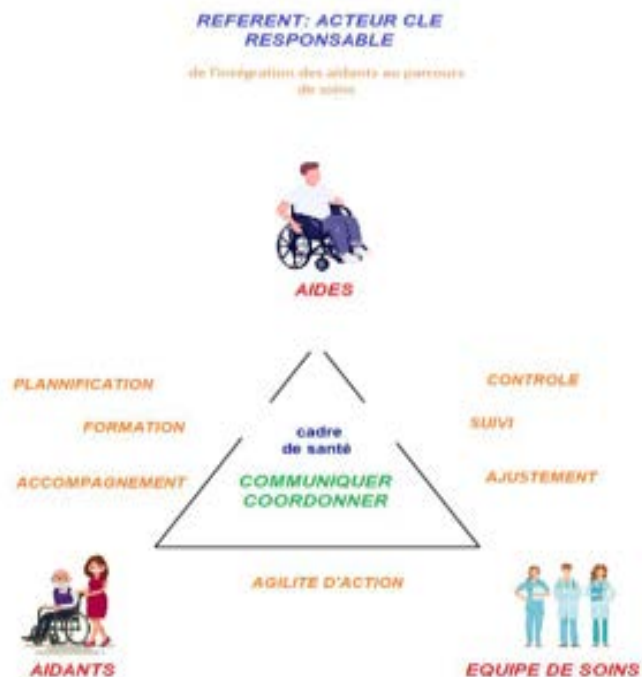 REFERENT: ACTEUR CLE
RESPONSABLE
de l'intégration des aidants au parcours
de soins
AIDES
PLANNIFICATION
CONTROLE
FORMATION
SUIVI
cadre
de santé
ACCOMPAGNEMENT
COMMUNIQUER
COORDONNER
AJUSTEMENT
AGILITE D'ACTION
AIDANTS
EQUIPE DE SOINS